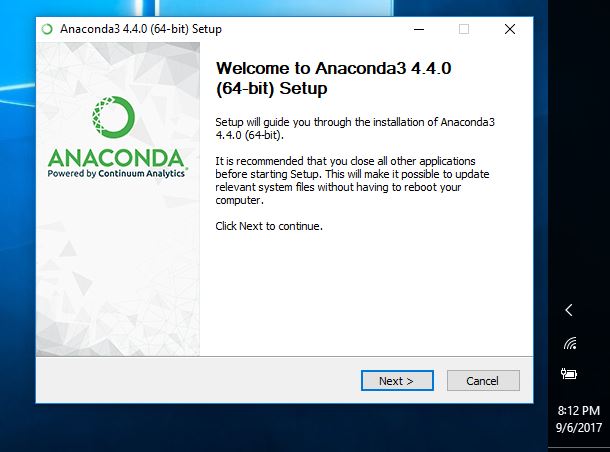 Anaconda3 4.4.0 (64-bit) Setup
Welcome to Anaconda3 4.4.0
(64-bit) Setup
Setup will guide you through the installation of Anaconda3
4.4.0 (64-bit).
It is recommended that you close all other applications
before starting Setup. This will make it possible to update
relevant system files without having to reboot your
computer.
Click Next to continue.
ANACONDA
Powered by Continuum Analytics®
Next >
Cancel
8:12 PM
9/6/2017